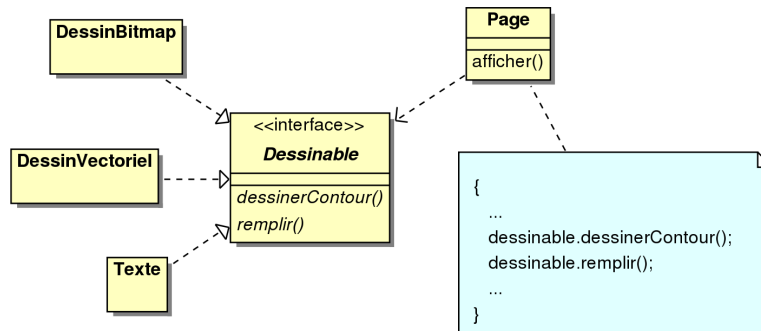 DessinBitmap
Page
afficher()
<<interface>>
Dessinable
DessinVectoriel
dessinerContour()
remplir()
Texte
{
...
dessinable.dessinerContour();
dessinable.remplir();
...
}